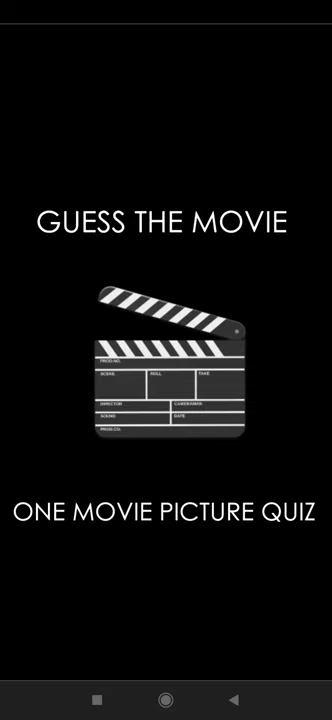 GUESS THE MOVIE
PROD.NO.
SCENE
ROLL
TAKE
DIRECTOR
CAMERAMAN
SOUND
DATE
PROD.CO.
ONE MOVIE PICTURE QUIZ